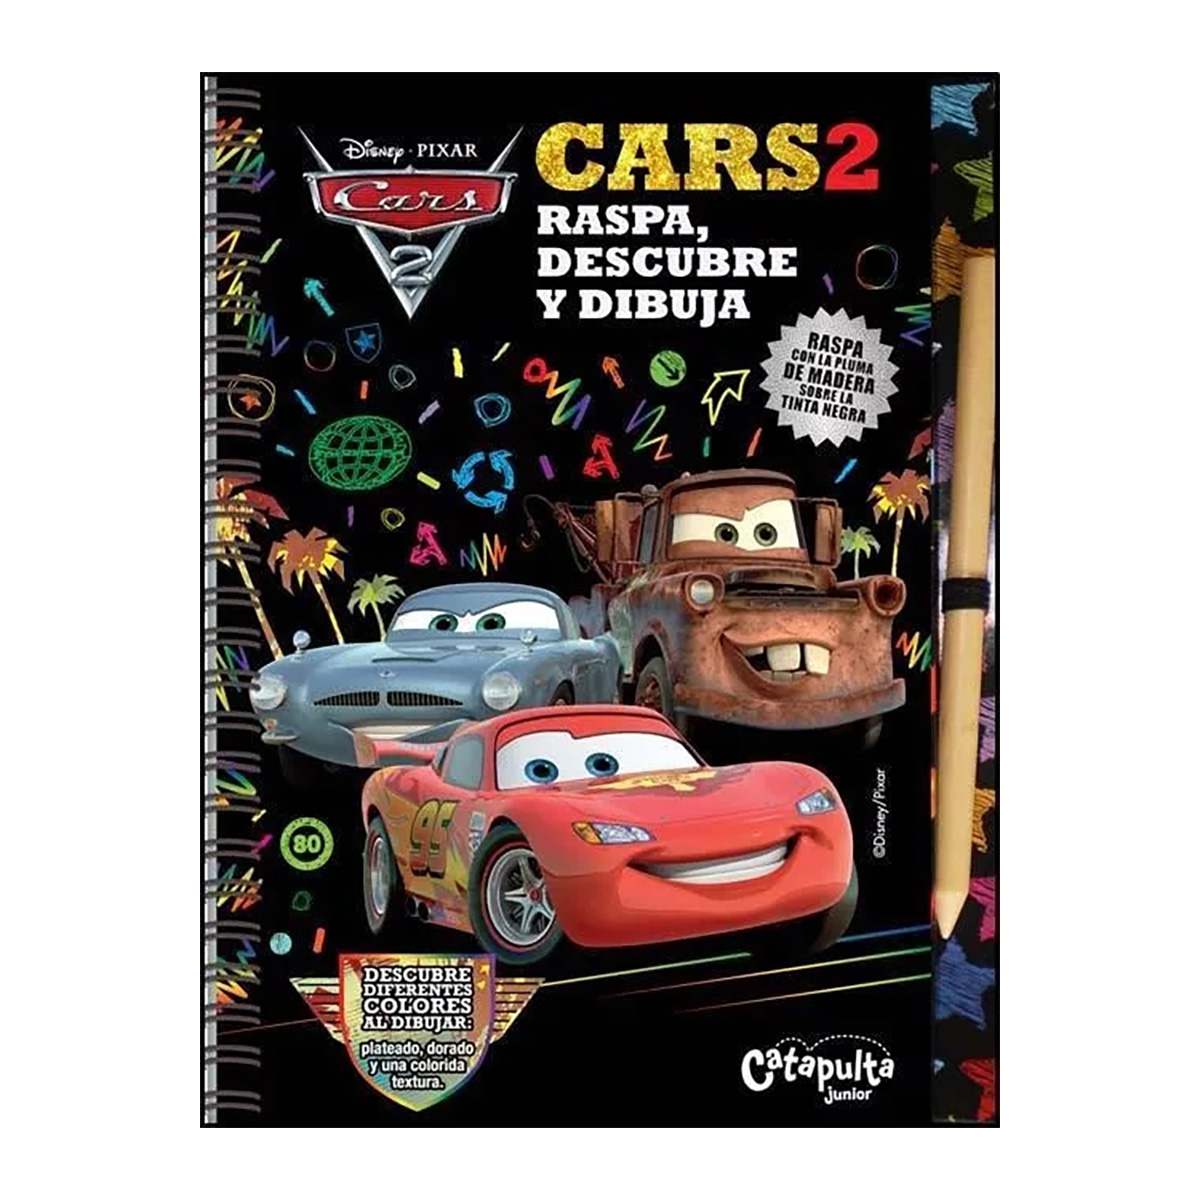 Disney · PIXAR
Cars
2
CARS2
RASPA,
DESCUBRE
Y DIBUJA
RASPA
CON LA PLUMA
DE MADERA
SOBRE LA
TINTA NEGRA
95
©Disney/Pixar
80
DESCUBRE
DIFERENTES
COLORES
AL DIBUJAR:
plateado, dorado
y una colorida
textura.
Catapulta
junior